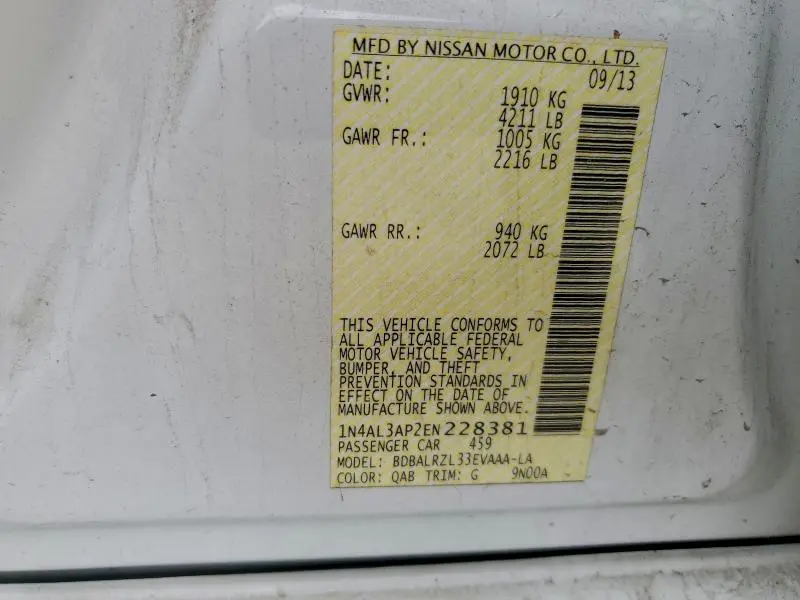 MFD BY NISSAN MOTOR CO., LTD.
DATE: 09/13
GVWR: 1910 KG
4211 LB
GAWR FR.: 1005 KG
2216 LB
GAWR RR.: 940 KG
2072 LB
THIS VEHICLE CONFORMS TO
ALL APPLICABLE FEDERAL
MOTOR VEHICLE SAFETY,
BUMPER, AND THEFT
PREVENTION STANDARDS IN
EFFECT ON THE DATE OF
MANUFACTURE SHOWN ABOVE.
1N4AL3AP2EN228381
PASSENGER CAR 459
MODEL: BDBALRZL33EVAAA-LA
COLOR: QAB TRIM: G 9N00A